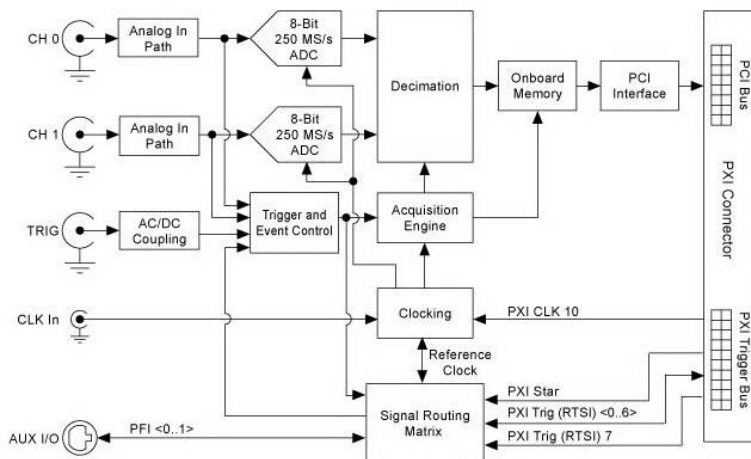 CH 0
Analog In
Path
8-Bit
250 MS/s
ADC
Decimation
Onboard
Memory
PCI
Interface
PCI Bus
CH 1
Analog In
Path
8-Bit
250 MS/s
ADC
PXI Connector
TRIG
AC/DC
Coupling
Trigger and
Event Control
Acquisition
Engine
CLK In
Clocking
PXI CLK 10
PXI Trigger Bus
Reference
Clock
PXI Star
Signal Routing
Matrix
PXI Trig (RTSI) <0..6>
AUX I/O
PFI <0..1>
PXI Trig (RTSI) 7